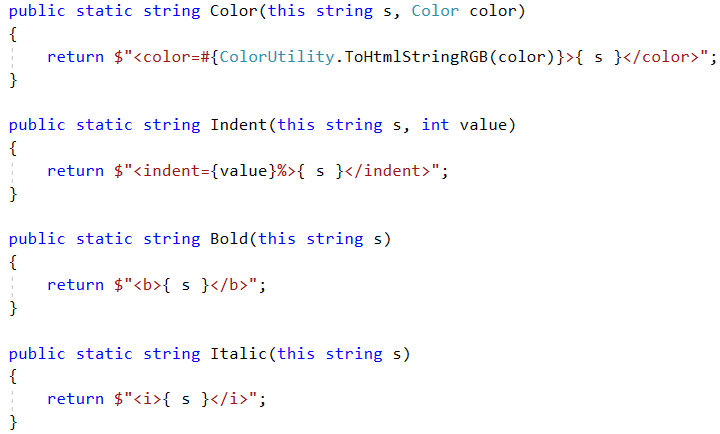 public static string Color(this string s, Color color)
{
    return $"<color=#{ColorUtility.ToHtmlStringRGB(color)}>{ s }</color>";
}
public static string Indent(this string s, int value)
{
    return $"<indent={value}%>{ s }</indent>";
}
public static string Bold(this string s)
{
    return $"<b>{ s }</b>";
}
public static string Italic(this string s)
{
    return $"<i>{ s }</i>";
}